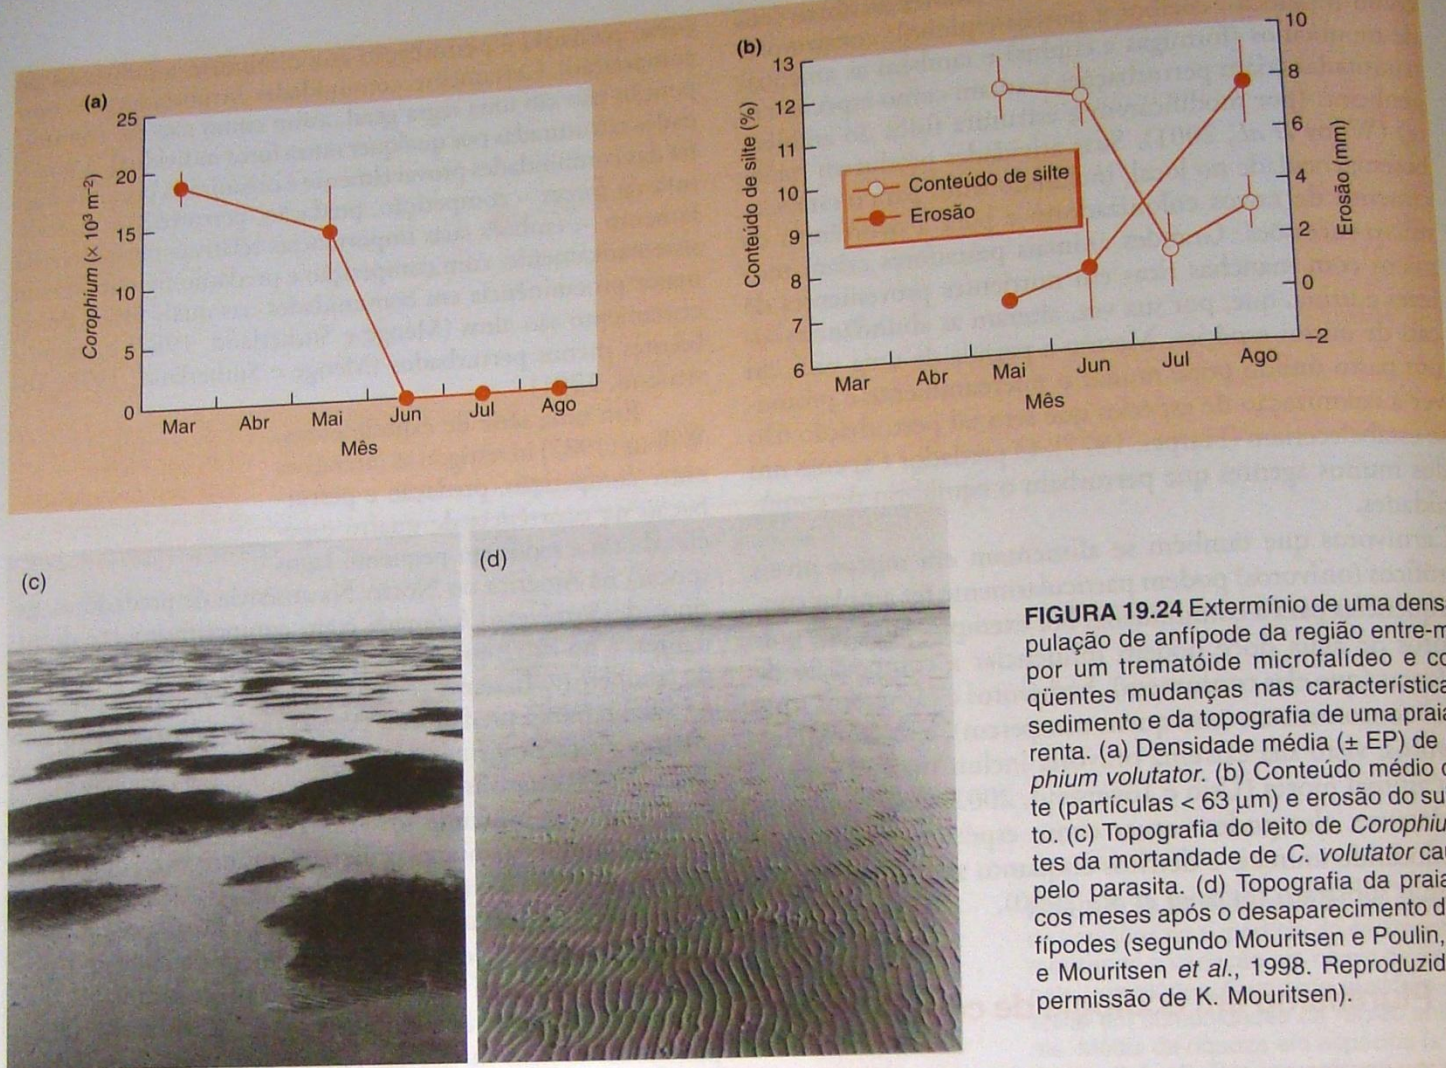 (a)
25
20
15
10
5
0
Corophium (× 10³ m⁻²)
Mar Abr Mai Jun Jul Ago
Mês
(b)
13
12
11
10
9
8
7
6
Conteúdo de silte (%)
Conteúdo de silte
Erosão
10
8
6
4
2
0
–2
Erosão (mm)
Mar Abr Mai Jun Jul Ago
Mês
(c)
(d)
FIGURA 19.24 Extermínio de uma dens
pulação de anfípode da região entre-m
por um trematóide microfalídeo e co
qüentes mudanças nas característica
sedimento e da topografia de uma praia
renta. (a) Densidade média (± EP) de
phium volutator. (b) Conteúdo médio
te (partículas < 63 µm) e erosão do su
to. (c) Topografia do leito de Corophiu
tes da mortandade de C. volutator cau
pelo parasita. (d) Topografia da praia
cos meses após o desaparecimento d
fípodes (segundo Mouritsen e Poulin,
e Mouritsen et al., 1998. Reproduzid
permissão de K. Mouritsen).